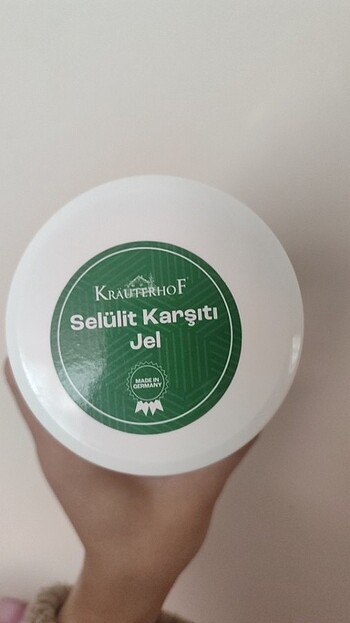 KRÄUTERHOF®
Selülit Karşıtı
Jel
MADE IN
GERMANY